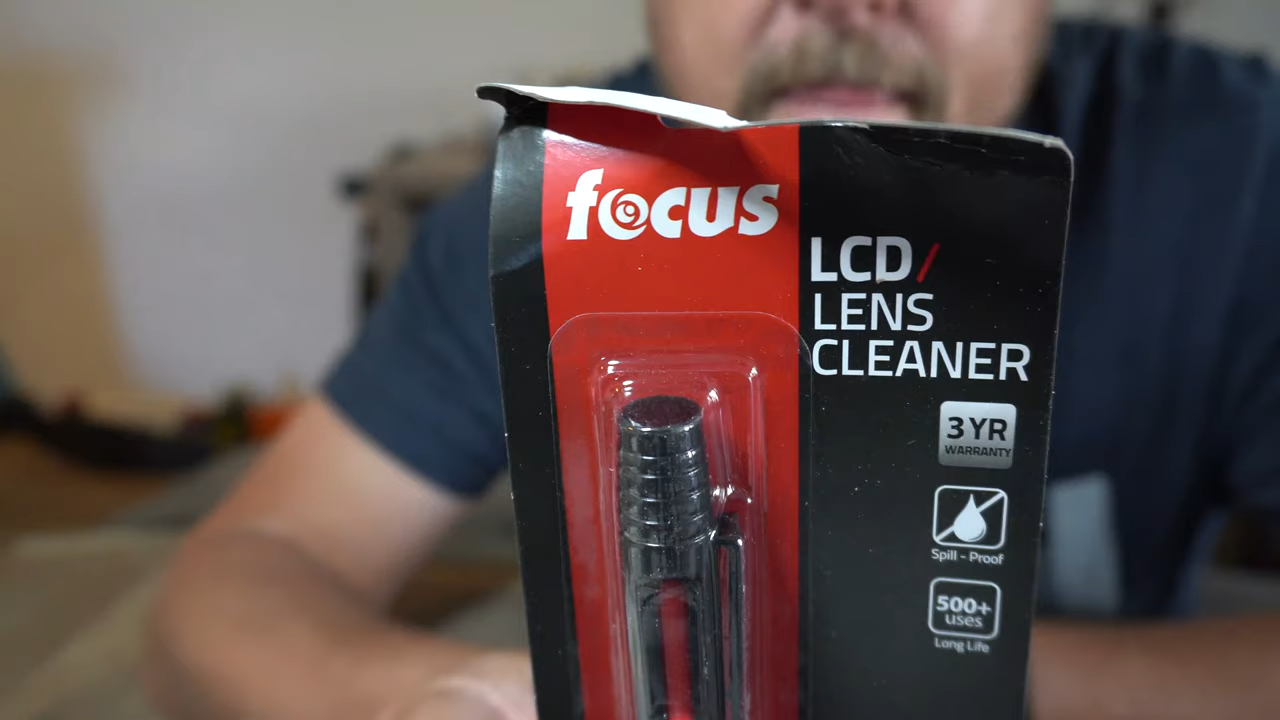 focus
LCD/
LENS
CLEANER
3 YR
WARRANTY
Spill - Proof
500+
uses
Long Life